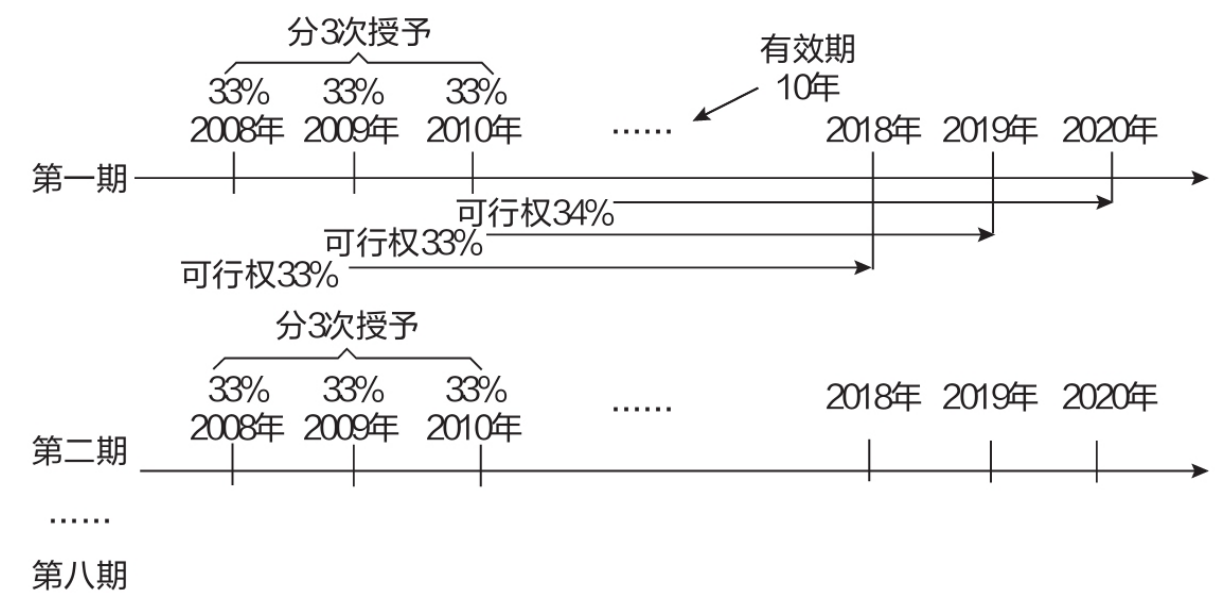 分3次授予
有效期
10年
33% 33% 33%
2008年 2009年 2010年 …… 2018年 2019年 2020年
第一期
可行权34%
可行权33%
可行权33%
分3次授予
33% 33% 33%
2008年 2009年 2010年 …… 2018年 2019年 2020年
第二期
……
第八期